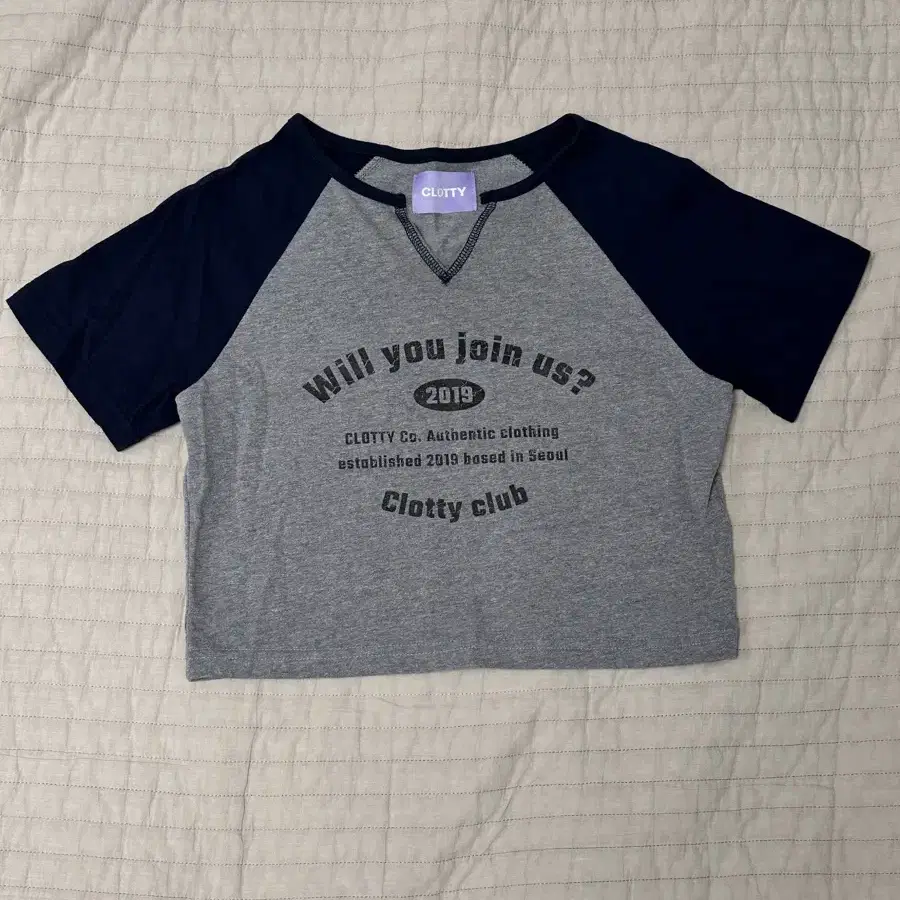 CLOTTY
Will you join us?
2019
CLOTTY Co. Authentic clothing
established 2019 based in Seoul
Clotty club